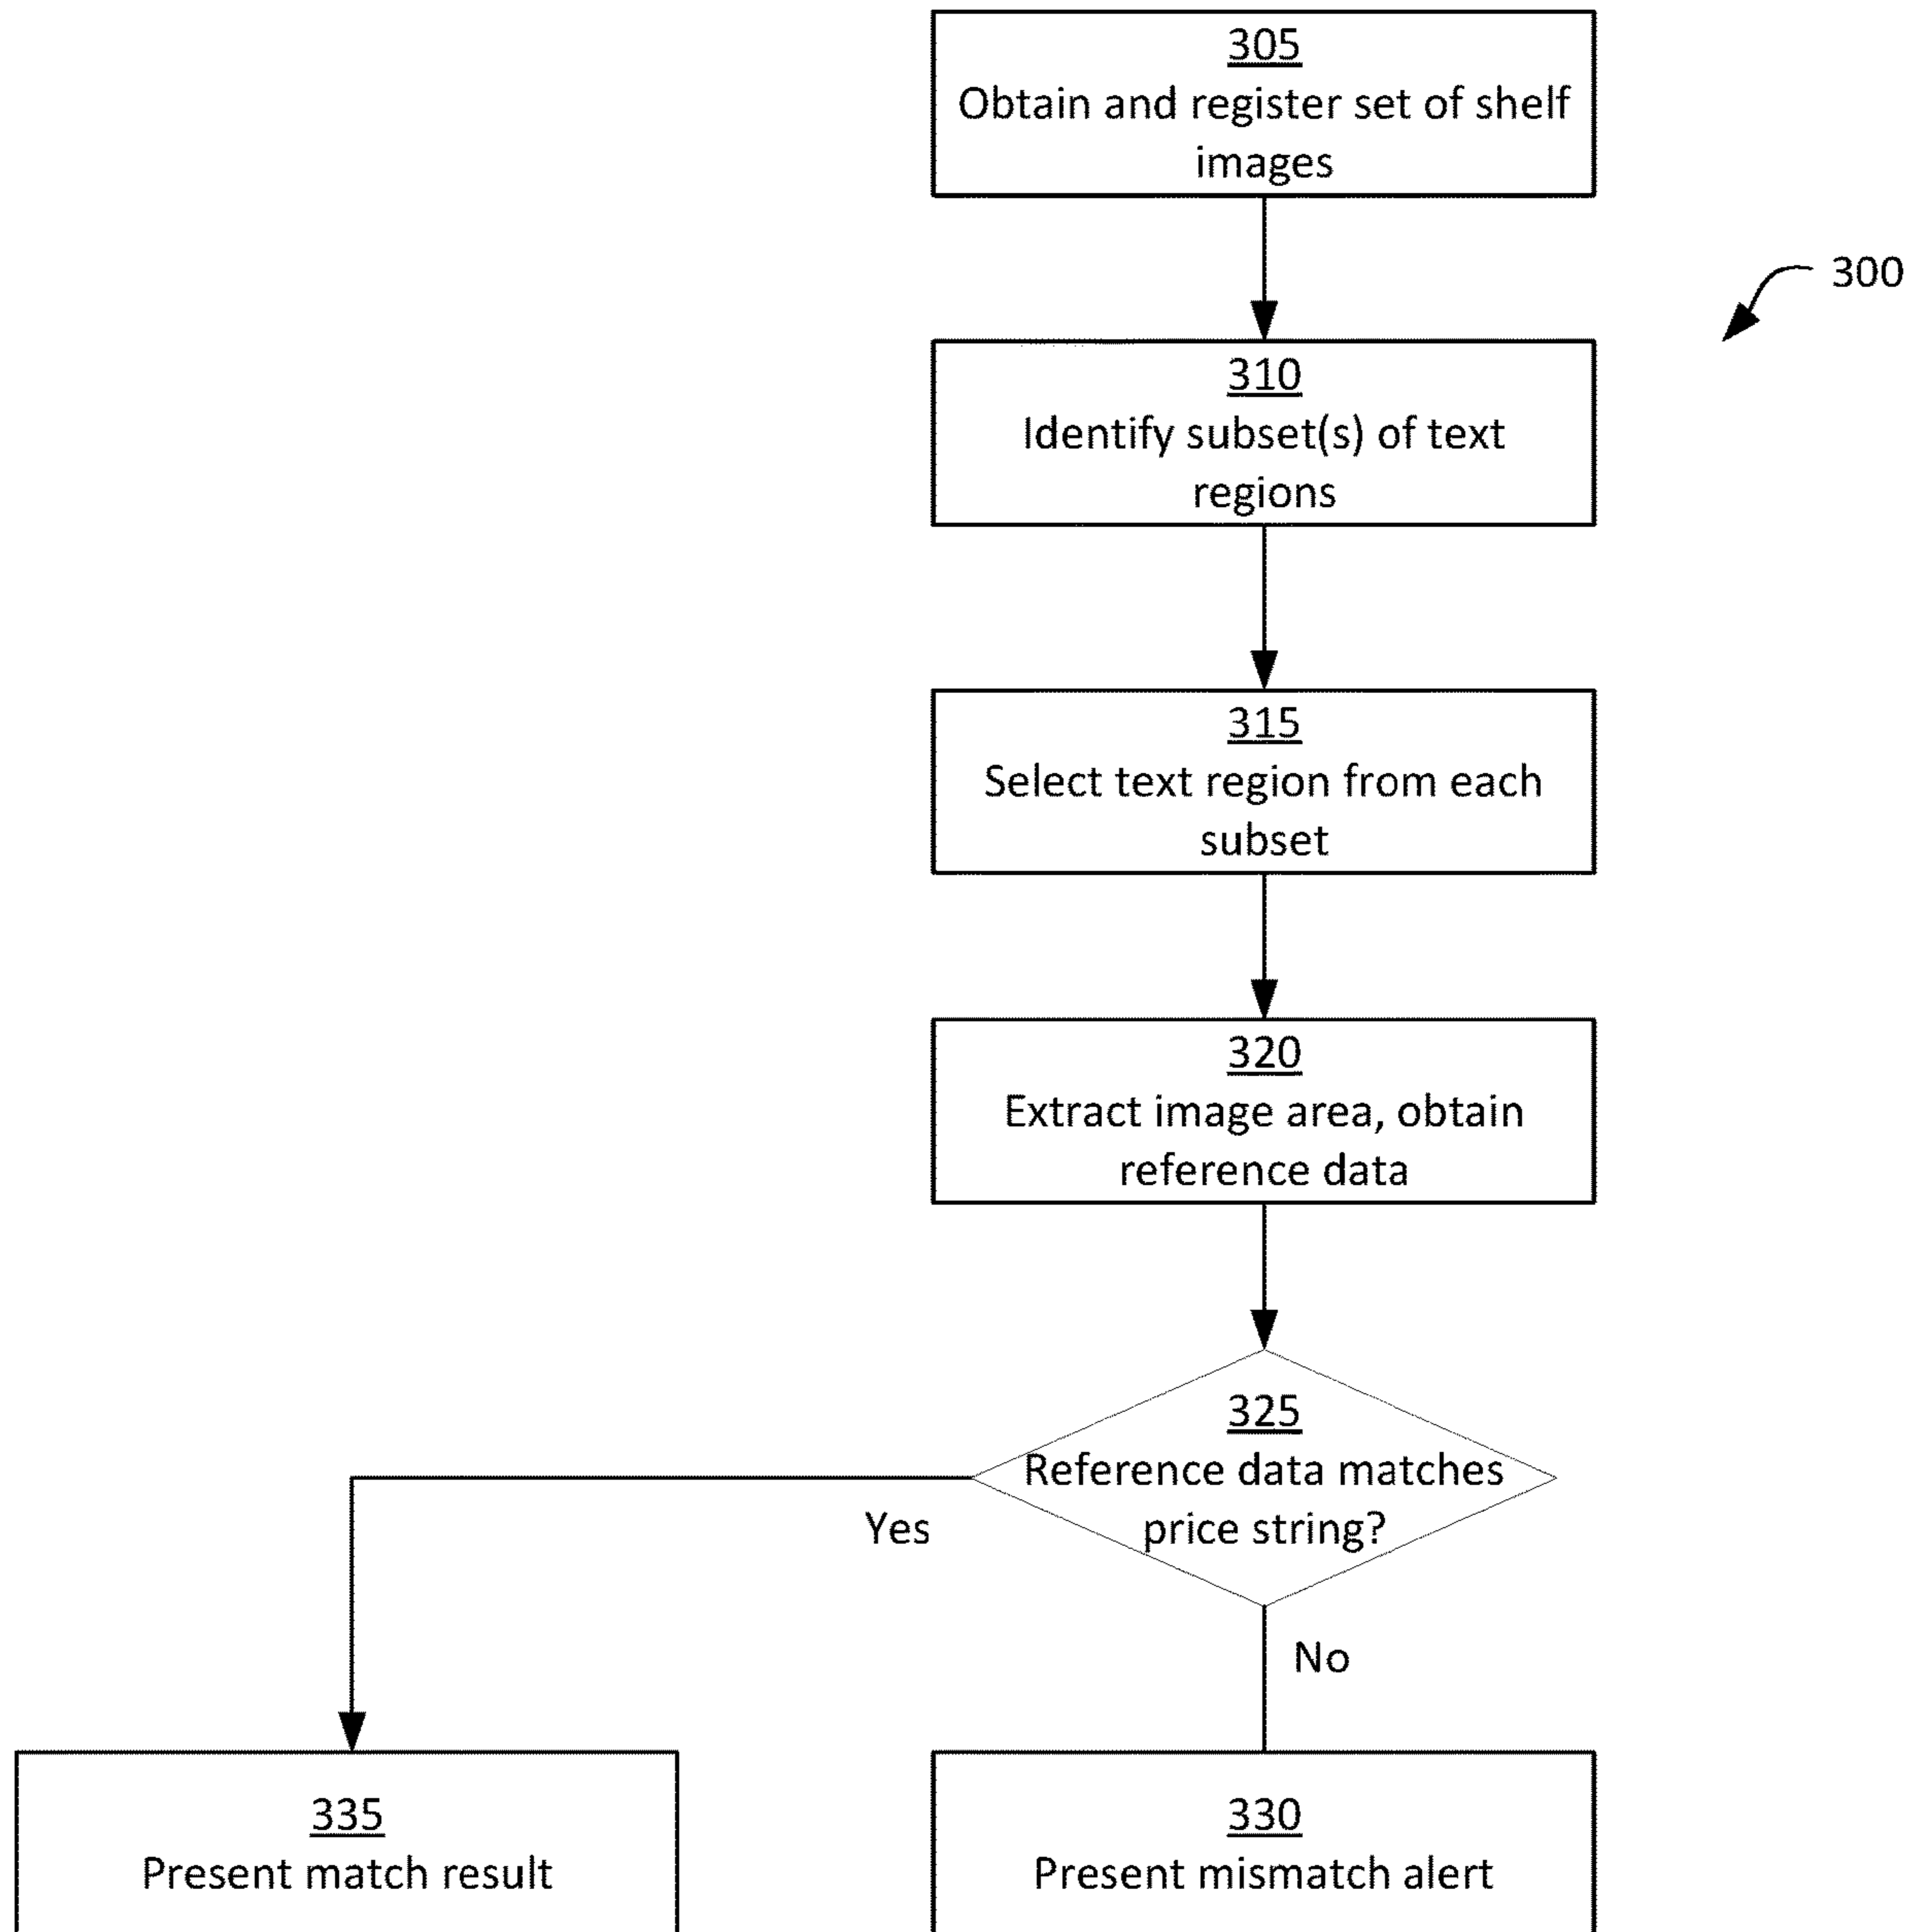 305
Obtain and register set of shelf
images
300
310
Identify subset(s) of text
regions
315
Select text region from each
subset
320
Extract image area, obtain
reference data
325
Reference data matches
price string?
Yes
No
335
Present match result
330
Present mismatch alert